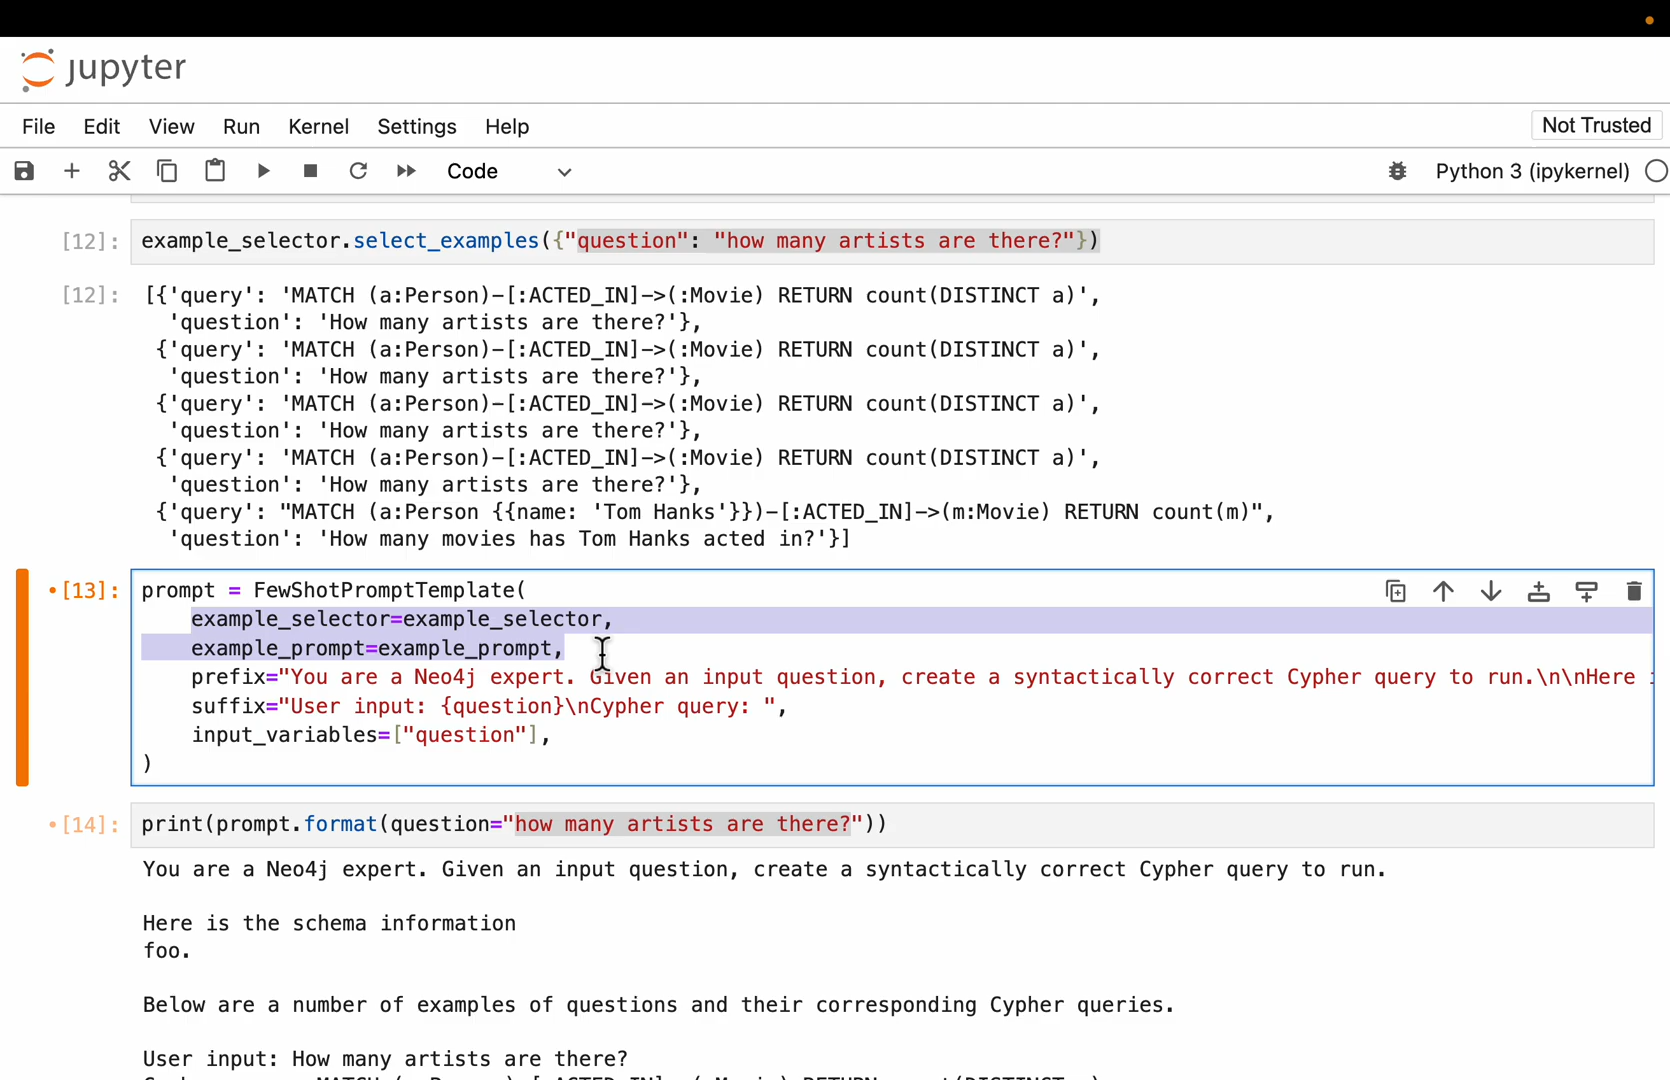 jupyter
File Edit View Run Kernel Settings Help
Not Trusted
Code
Python 3 (ipykernel)
[12]: example_selector.select_examples({"question": "how many artists are there?"})
[12]: [{'query': 'MATCH (a:Person)-[:ACTED_IN]->(:Movie) RETURN count(DISTINCT a)',
'question': 'How many artists are there?'},
{'query': 'MATCH (a:Person)-[:ACTED_IN]->(:Movie) RETURN count(DISTINCT a)',
'question': 'How many artists are there?'},
{'query': 'MATCH (a:Person)-[:ACTED_IN]->(:Movie) RETURN count(DISTINCT a)',
'question': 'How many artists are there?'},
{'query': 'MATCH (a:Person)-[:ACTED_IN]->(:Movie) RETURN count(DISTINCT a)',
'question': 'How many artists are there?'},
{'query': "MATCH (a:Person {{name: 'Tom Hanks'}})-[:ACTED_IN]->(m:Movie) RETURN count(m)",
'question': 'How many movies has Tom Hanks acted in?'}]
[13]: prompt = FewShotPromptTemplate(
example_selector=example_selector,
example_prompt=example_prompt,
prefix="You are a Neo4j expert. Given an input question, create a syntactically correct Cypher query to run.\n\nHere
suffix="User input: {question}\nCypher query: ",
input_variables=["question"],
)
[14]: print(prompt.format(question="how many artists are there?"))
You are a Neo4j expert. Given an input question, create a syntactically correct Cypher query to run.
Here is the schema information
foo.
Below are a number of examples of questions and their corresponding Cypher queries.
User input: How many artists are there?